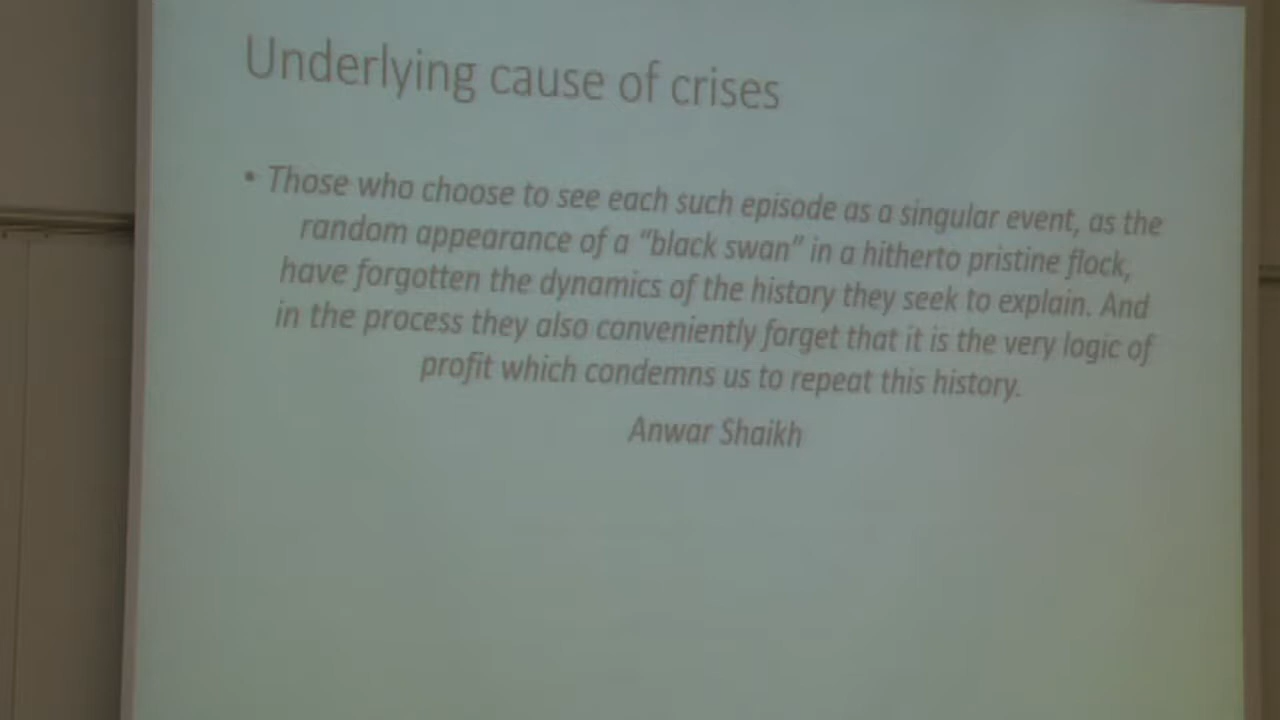 Underlying cause of crises
• Those who choose to see each such episode as a singular event, as the
random appearance of a “black swan” in a hitherto pristine flock,
have forgotten the dynamics of the history they seek to explain. And
in the process they also conveniently forget that it is the very logic of
profit which condemns us to repeat this history.
Anwar Shaikh